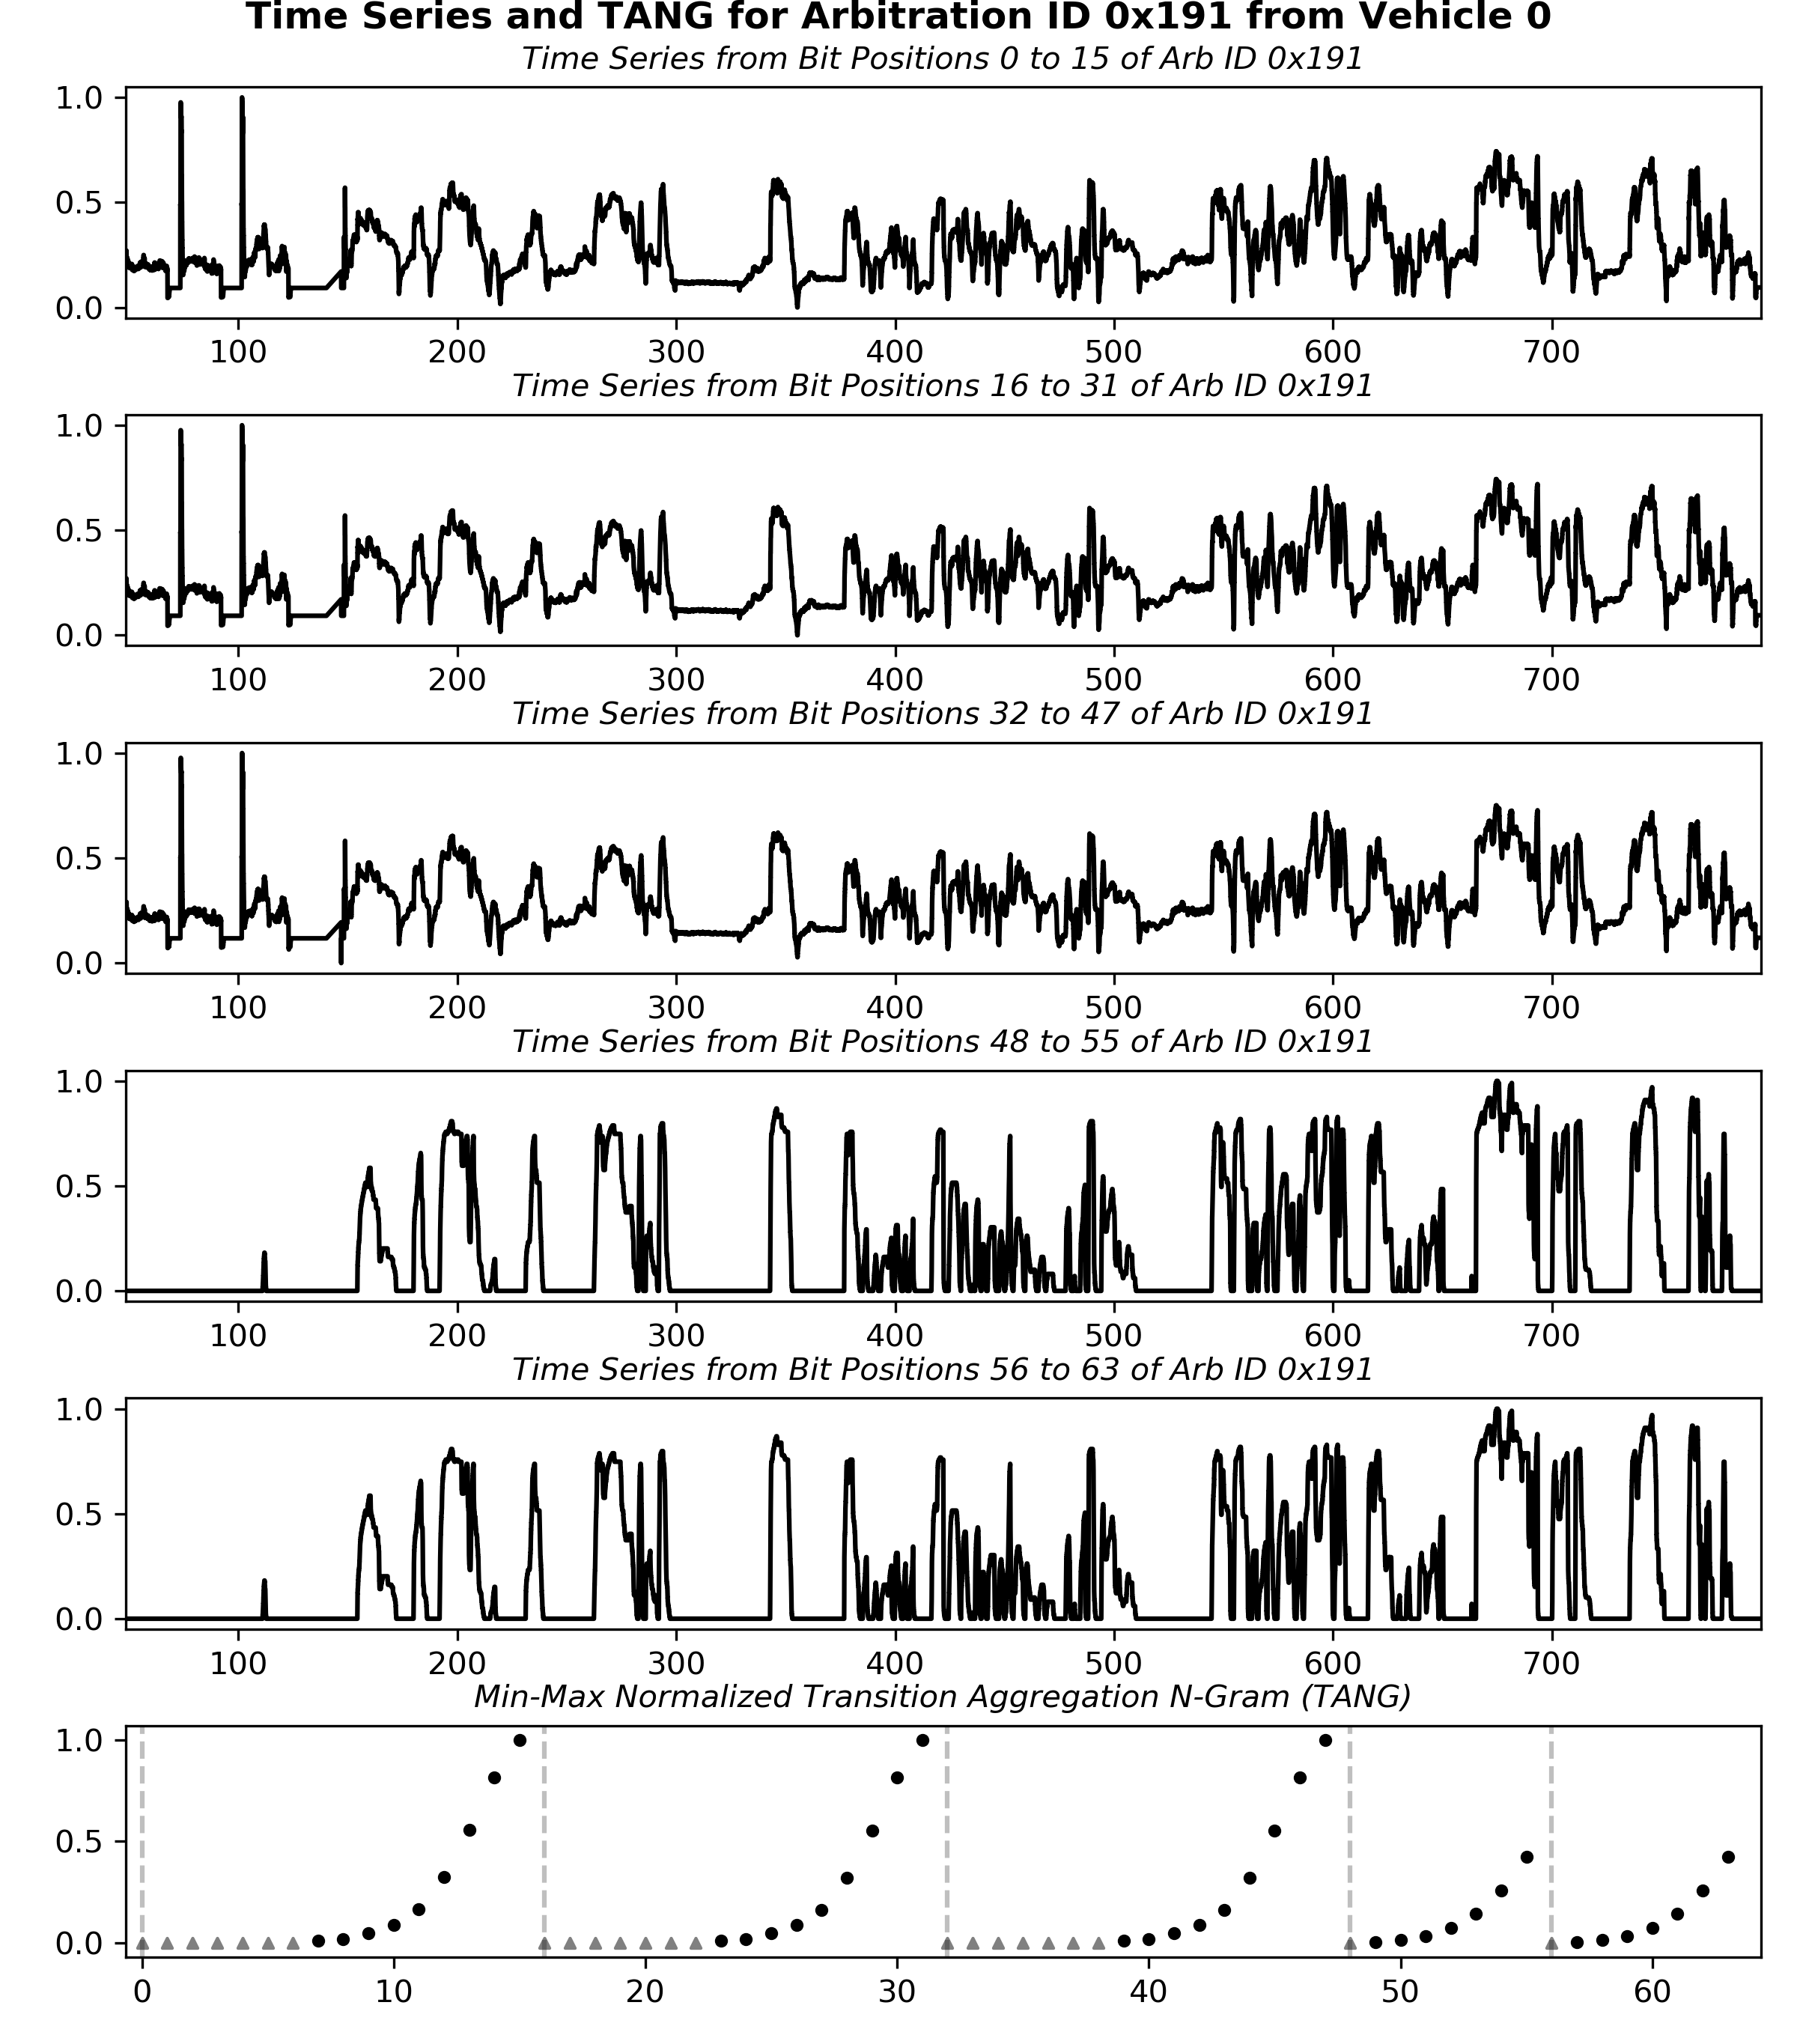 Time Series and TANG for Arbitration ID 0x191 from Vehicle 0
Time Series from Bit Positions 0 to 15 of Arb ID 0x191
1.0
0.5
0.0
100 200 300 400 500 600 700
Time Series from Bit Positions 16 to 31 of Arb ID 0x191
1.0
0.5
0.0
100 200 300 400 500 600 700
Time Series from Bit Positions 32 to 47 of Arb ID 0x191
1.0
0.5
0.0
100 200 300 400 500 600 700
Time Series from Bit Positions 48 to 55 of Arb ID 0x191
1.0
0.5
0.0
100 200 300 400 500 600 700
Time Series from Bit Positions 56 to 63 of Arb ID 0x191
1.0
0.5
0.0
100 200 300 400 500 600 700
Min-Max Normalized Transition Aggregation N-Gram (TANG)
1.0
0.5
0.0
0 10 20 30 40 50 60